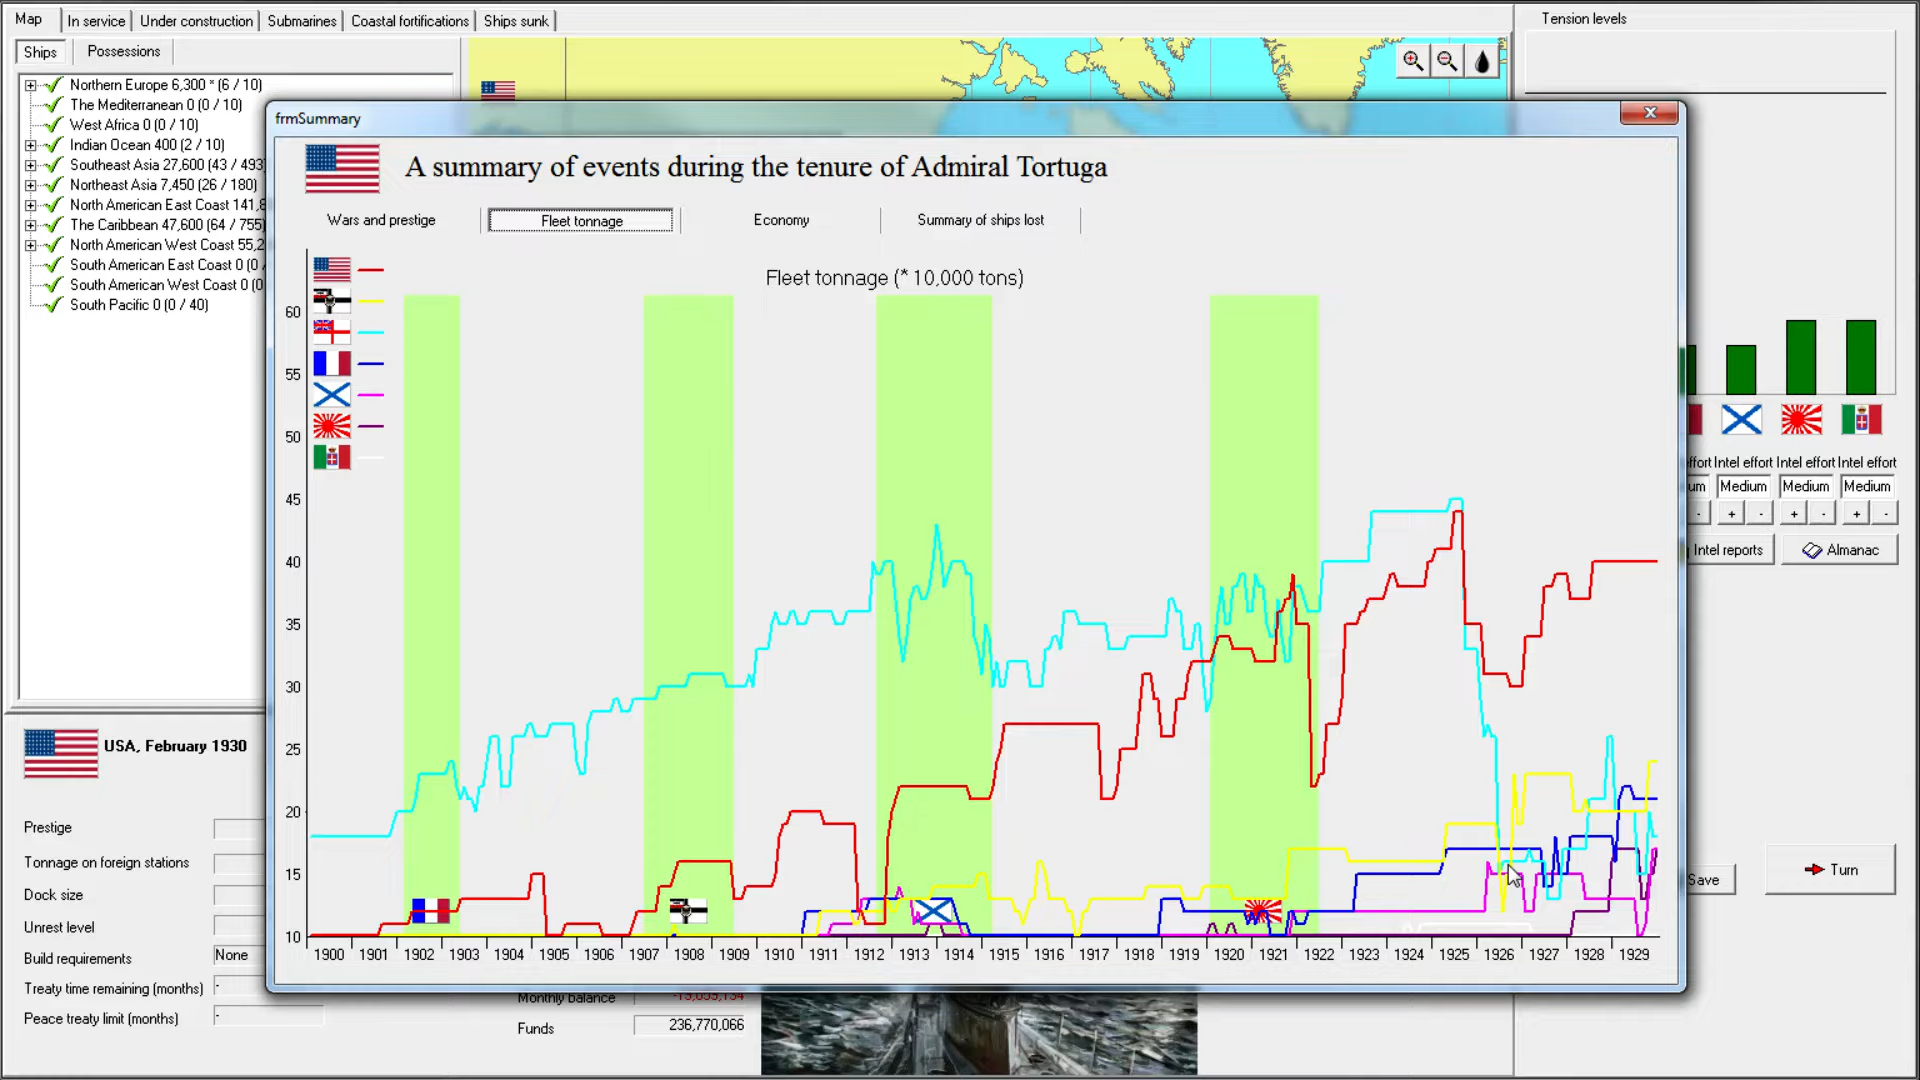 Map
In service
Under construction
Submarines
Coastal fortifications
Ships sunk
Tension levels
Ships
Possessions
Northern Europe 6,300 * (6 / 10)
The Mediterranean 0 (0 / 10)
West Africa 0 (0 / 10)
Indian Ocean 400 (2 / 10)
Southeast Asia 27,600 (43 / 493)
Northeast Asia 7,450 (26 / 180)
North American East Coast 141,8
The Caribbean 47,600 (64 / 755)
North American West Coast 55,2
South American East Coast 0 (0
South American West Coast 0 (0
South Pacific 0 (0 / 40)
frmSummary
A summary of events during the tenure of Admiral Tortuga
Wars and prestige
Fleet tonnage
Economy
Summary of ships lost
Fleet tonnage (* 10,000 tons)
60
55
50
45
40
35
30
25
20
15
10
1900 1901 1902 1903 1904 1905 1906 1907 1908 1909 1910 1911 1912 1913 1914 1915 1916 1917 1918 1919 1920 1921 1922 1923 1924 1925 1926 1927 1928 1929
ffort Intel effort Intel effort Intel effort
um Medium Medium Medium
- + - + - + -
Intel reports
Almanac
Save
Turn
USA, February 1930
Prestige
Tonnage on foreign stations
Dock size
Unrest level
Build requirements
None
Treaty time remaining (months)
-
Peace treaty limit (months)
-
Monthly balance
Funds
236,770,066